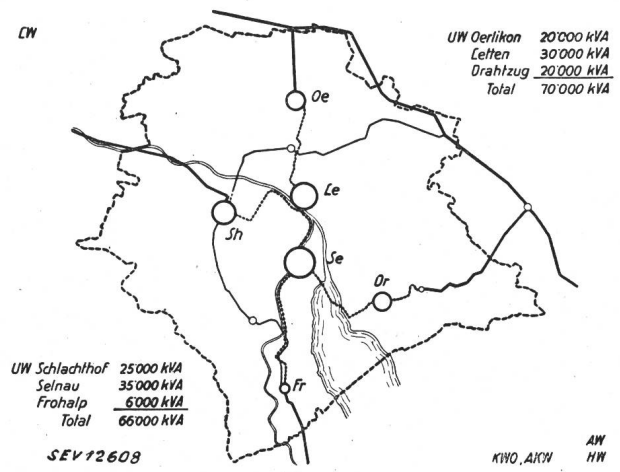 EW
UW Oerlikon 20'000 kVA
Letten 30'000 kVA
Drahtzug 20'000 kVA
Total 70'000 kVA
Oe
Le
Sh
Se
Dr
Fr
UW Schlachthof 25'000 kVA
Selnau 35'000 kVA
Frohalp 6'000 kVA
Total 66'000 kVA
SEV 12608
AW
KWO, AKW HW